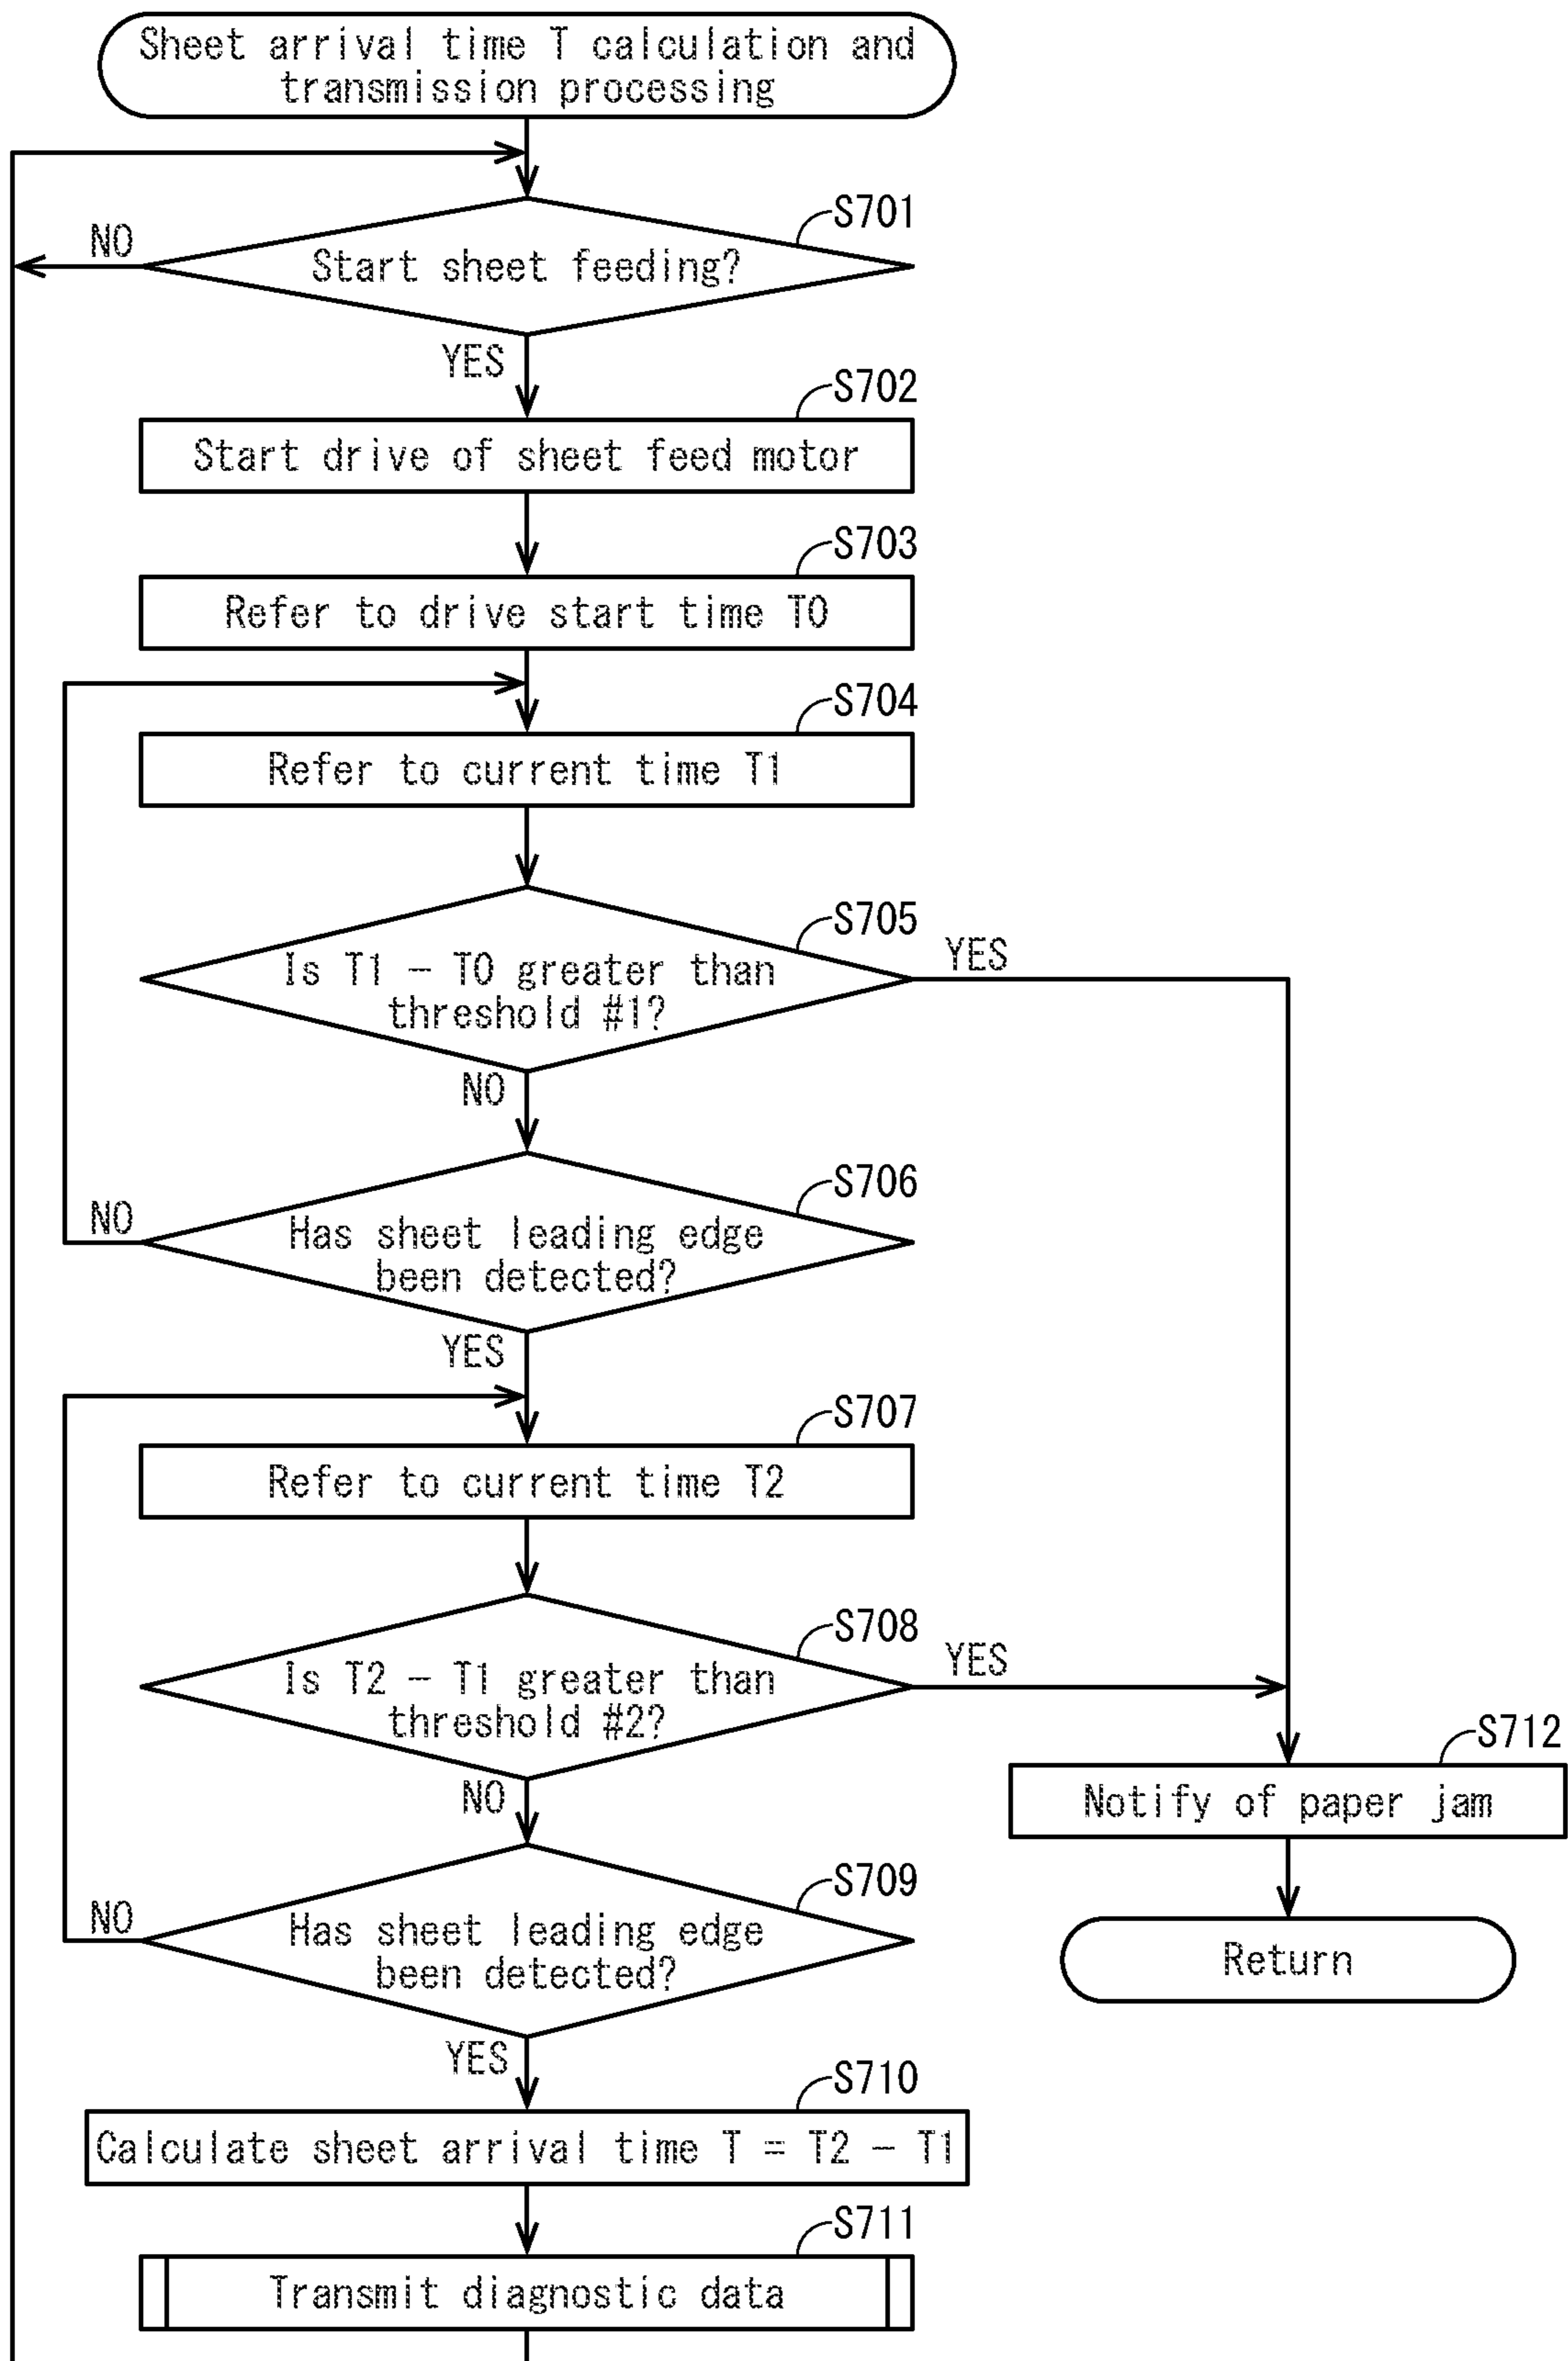 Sheet arrival time T calculation and
transmission processing
S701
NO
Start sheet feeding?
YES
S702
Start drive of sheet feed motor
S703
Refer to drive start time T0
S704
Refer to current time T1
S705
YES
Is T1 – T0 greater than
threshold #1?
NO
S706
NO
Has sheet leading edge
been detected?
YES
S707
Refer to current time T2
S708
YES
Is T2 – T1 greater than
threshold #2?
S712
NO
Notify of paper jam
S709
NO
Has sheet leading edge
been detected?
Return
YES
S710
Calculate sheet arrival time T = T2 – T1
S711
Transmit diagnostic data